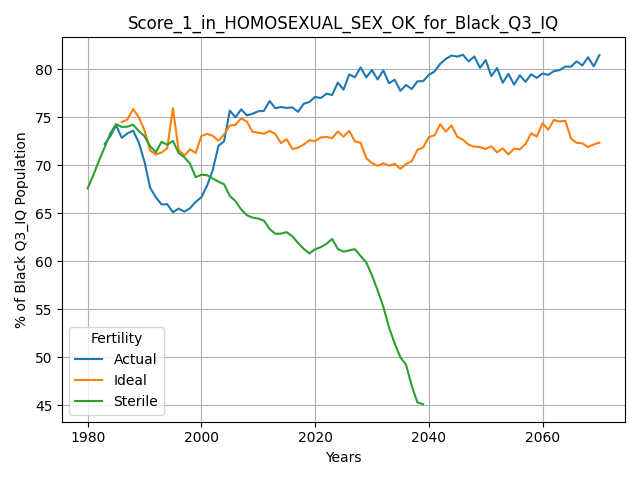 Score_1_in_HOMOSEXUAL_SEX_OK_for_Black_Q3_IQ
% of Black Q3_IQ Population
80
75
70
65
60
55
50
45
Fertility
Actual
Ideal
Sterile
1980 2000 2020 2040 2060
Years